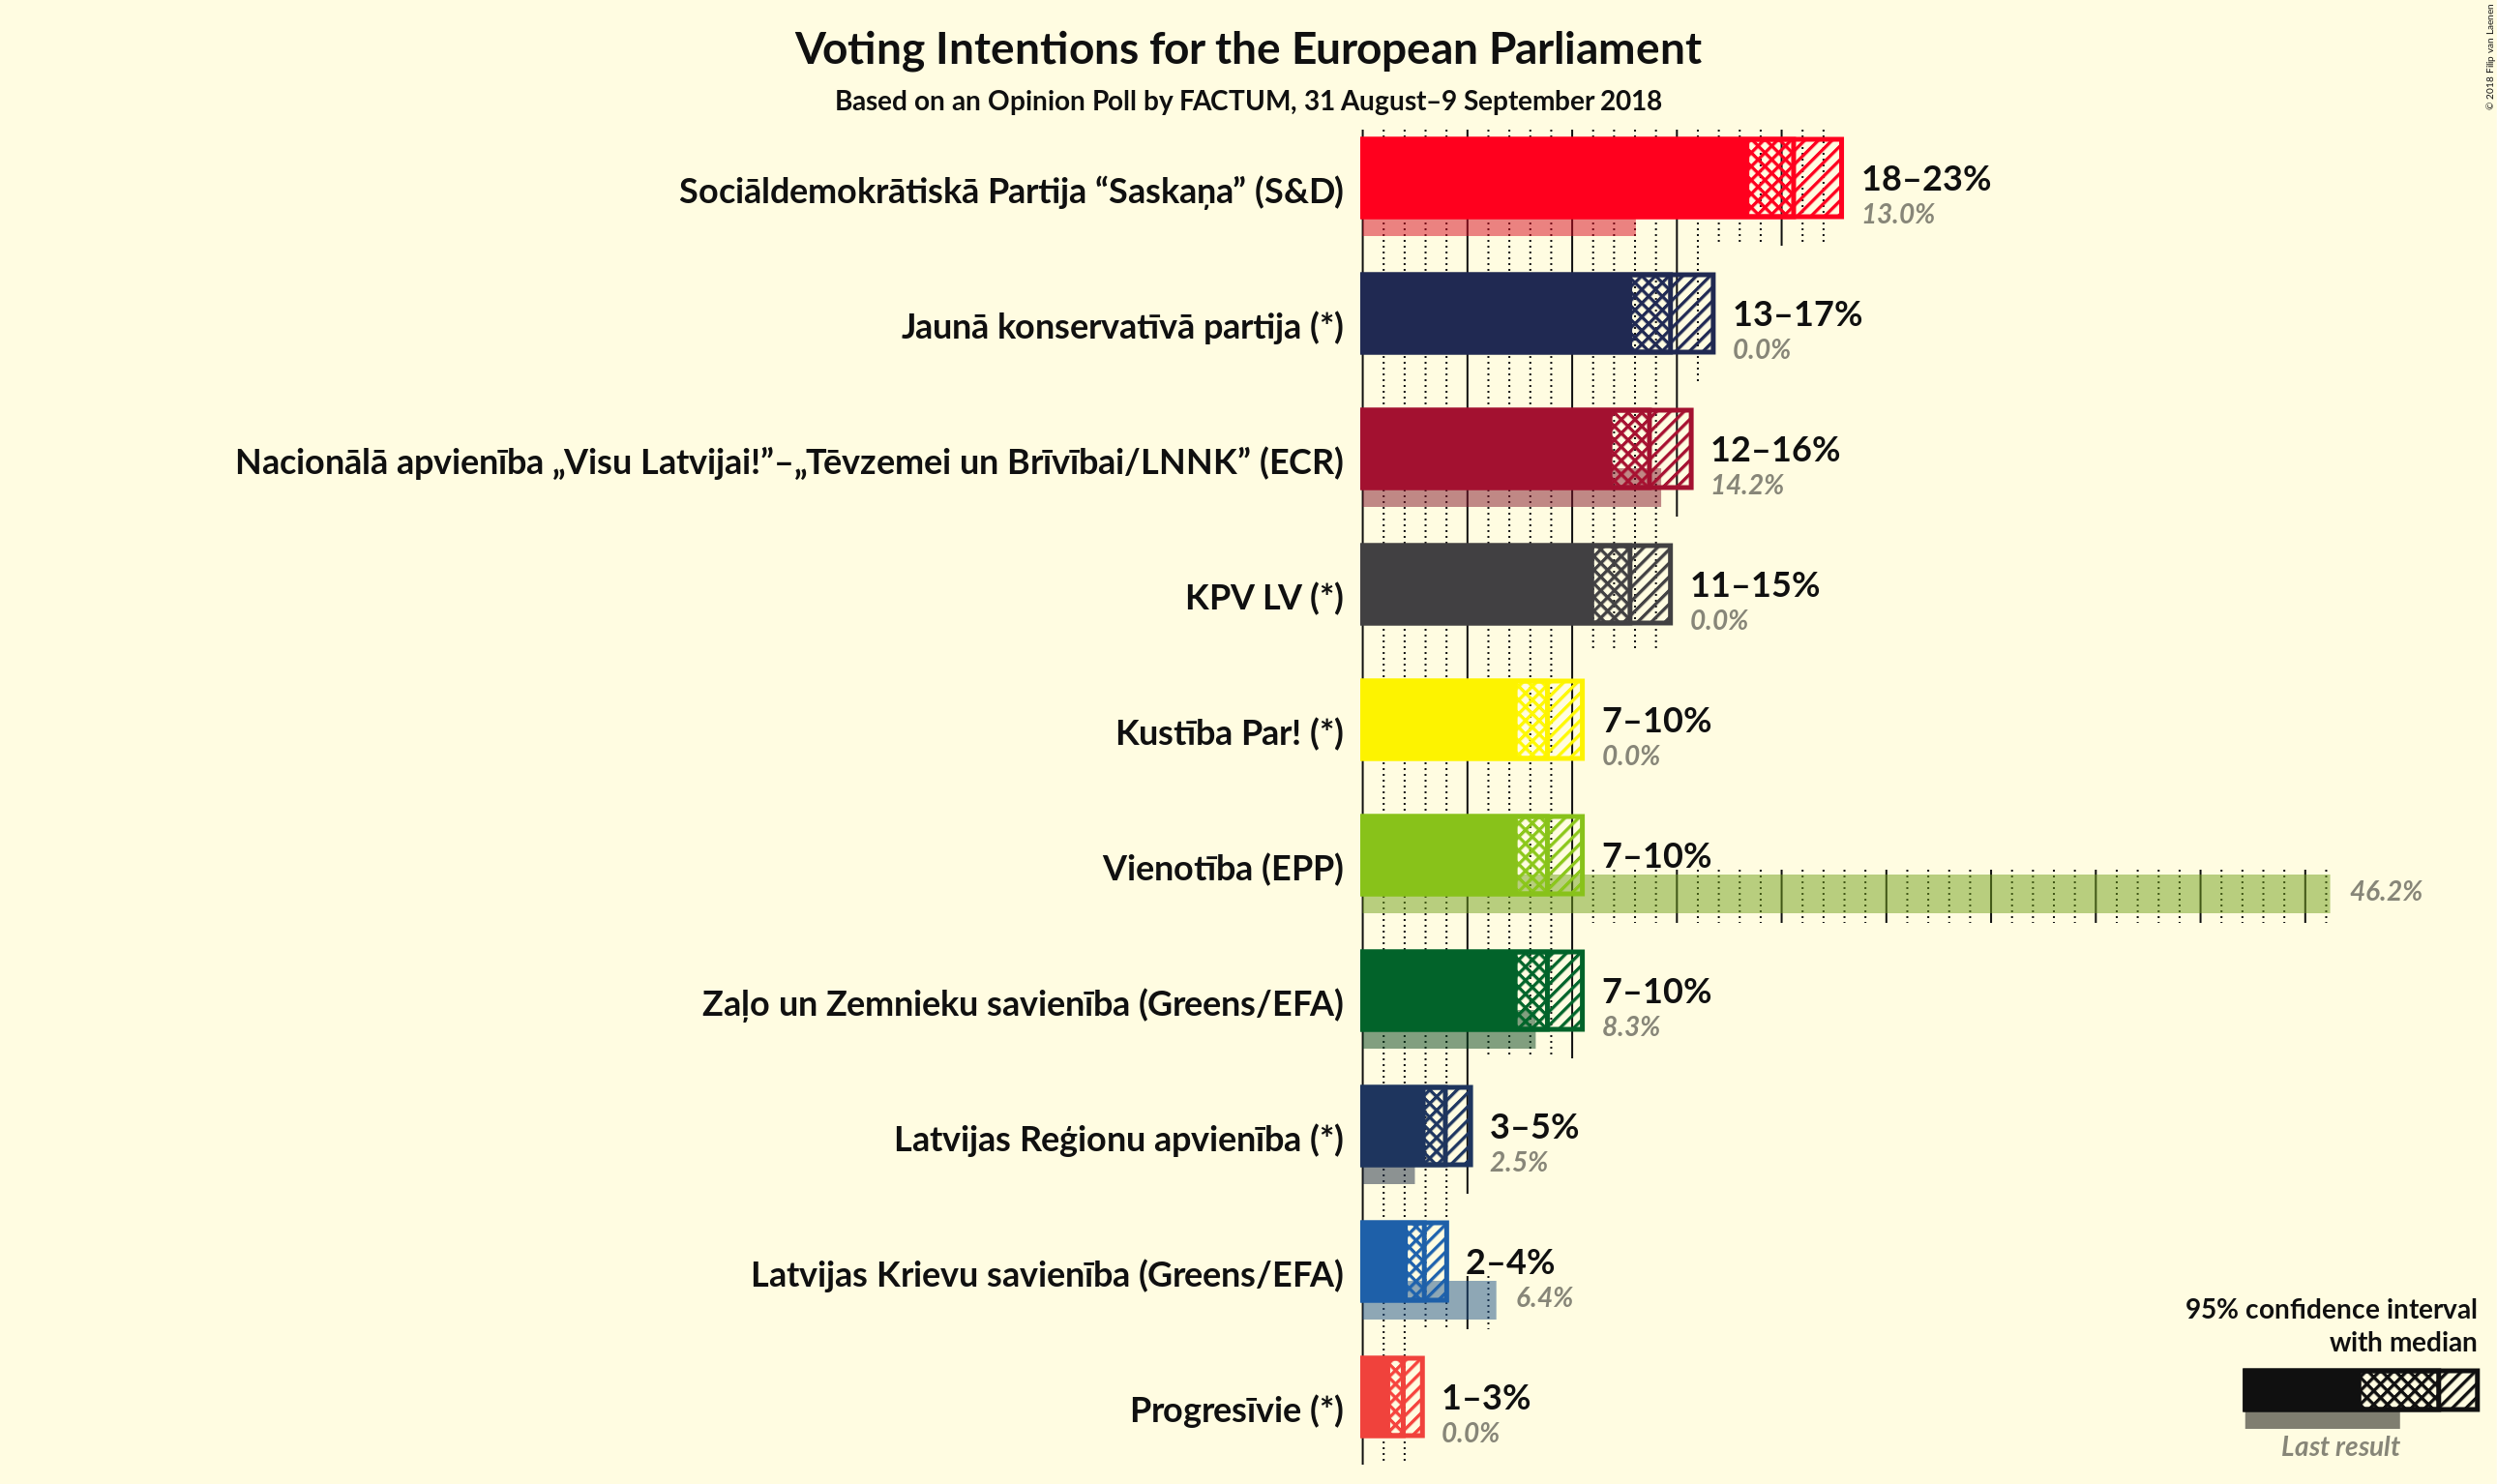 Voting Intentions for the European Parliament
Based on an Opinion Poll by FACTUM, 31 August–9 September 2018
© 2018 Filip van Laenen
Sociāldemokrātiskā Partija “Saskaņa” (S&D)
18–23%
13.0%
Jaunā konservatīvā partija (*)
13–17%
0.0%
Nacionālā apvienība „Visu Latvijai!”–„Tēvzemei un Brīvībai/LNNK” (ECR)
12–16%
14.2%
KPV LV (*)
11–15%
0.0%
Kustība Par! (*)
7–10%
0.0%
Vienotība (EPP)
7–10%
46.2%
Zaļo un Zemnieku savienība (Greens/EFA)
7–10%
8.3%
Latvijas Reģionu apvienība (*)
3–5%
2.5%
Latvijas Krievu savienība (Greens/EFA)
2–4%
6.4%
Progresīvie (*)
1–3%
0.0%
95% confidence interval
with median
Last result